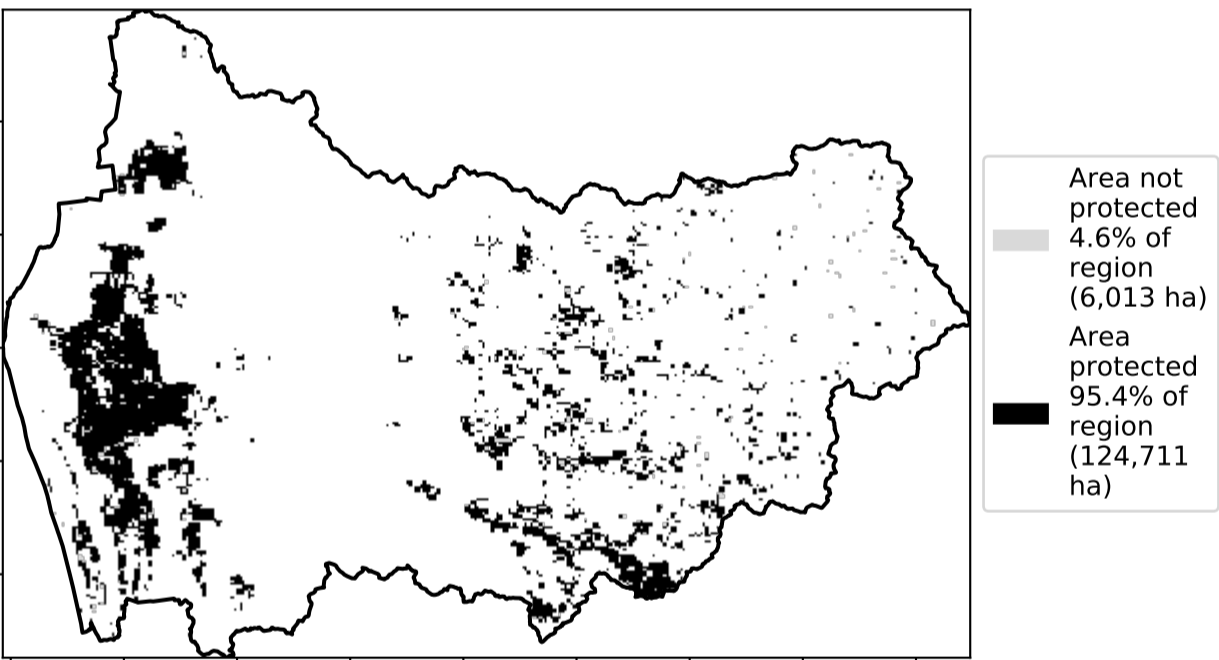 Area not
protected
4.6% of
region
(6,013 ha)
Area
protected
95.4% of
region
(124,711
ha)